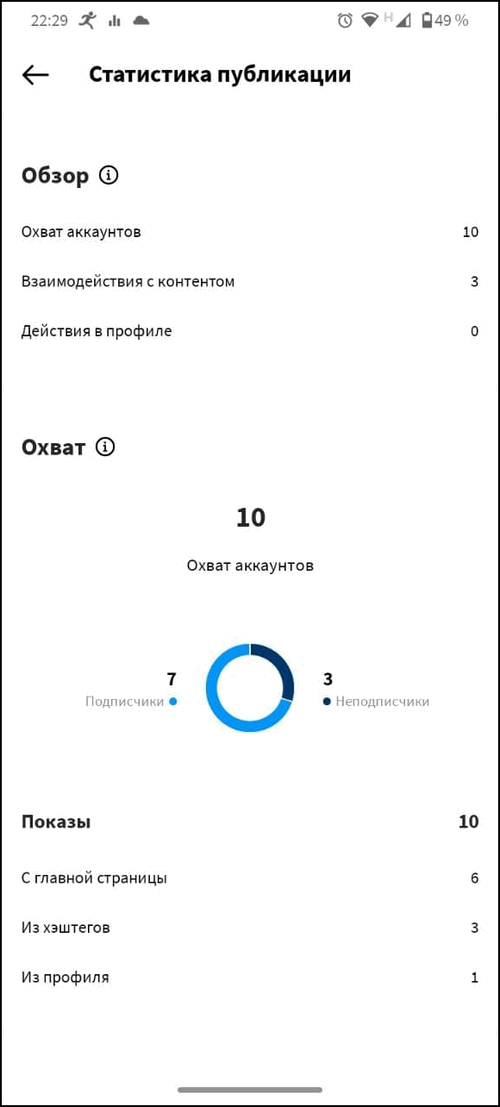 22:29 H 49 %
Статистика публикации
Обзор
Охват аккаунтов 10
Взаимодействия с контентом 3
Действия в профиле 0
Охват
10
Охват аккаунтов
7 3
Подписчики Неподписчики
Показы 10
С главной страницы 6
Из хэштегов 3
Из профиля 1